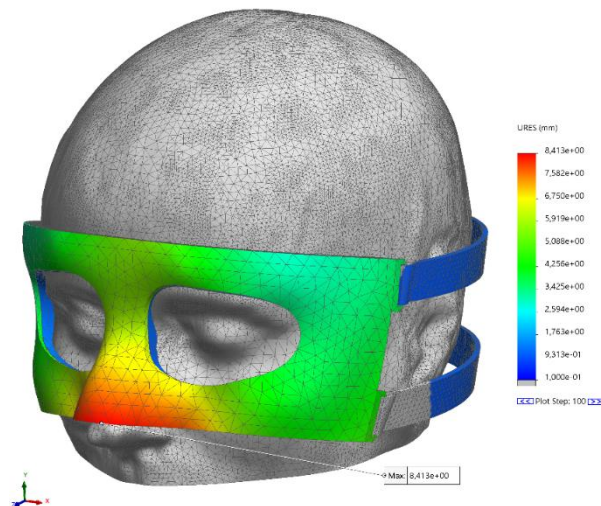 URES (mm)
8,413e+00
7,582e+00
6,750e+00
5,919e+00
5,088e+00
4,256e+00
3,425e+00
2,594e+00
1,763e+00
9,313e-01
1,000e-01
<< Plot Step: 100 >>
Max: 8,413e+00
Y
Z X